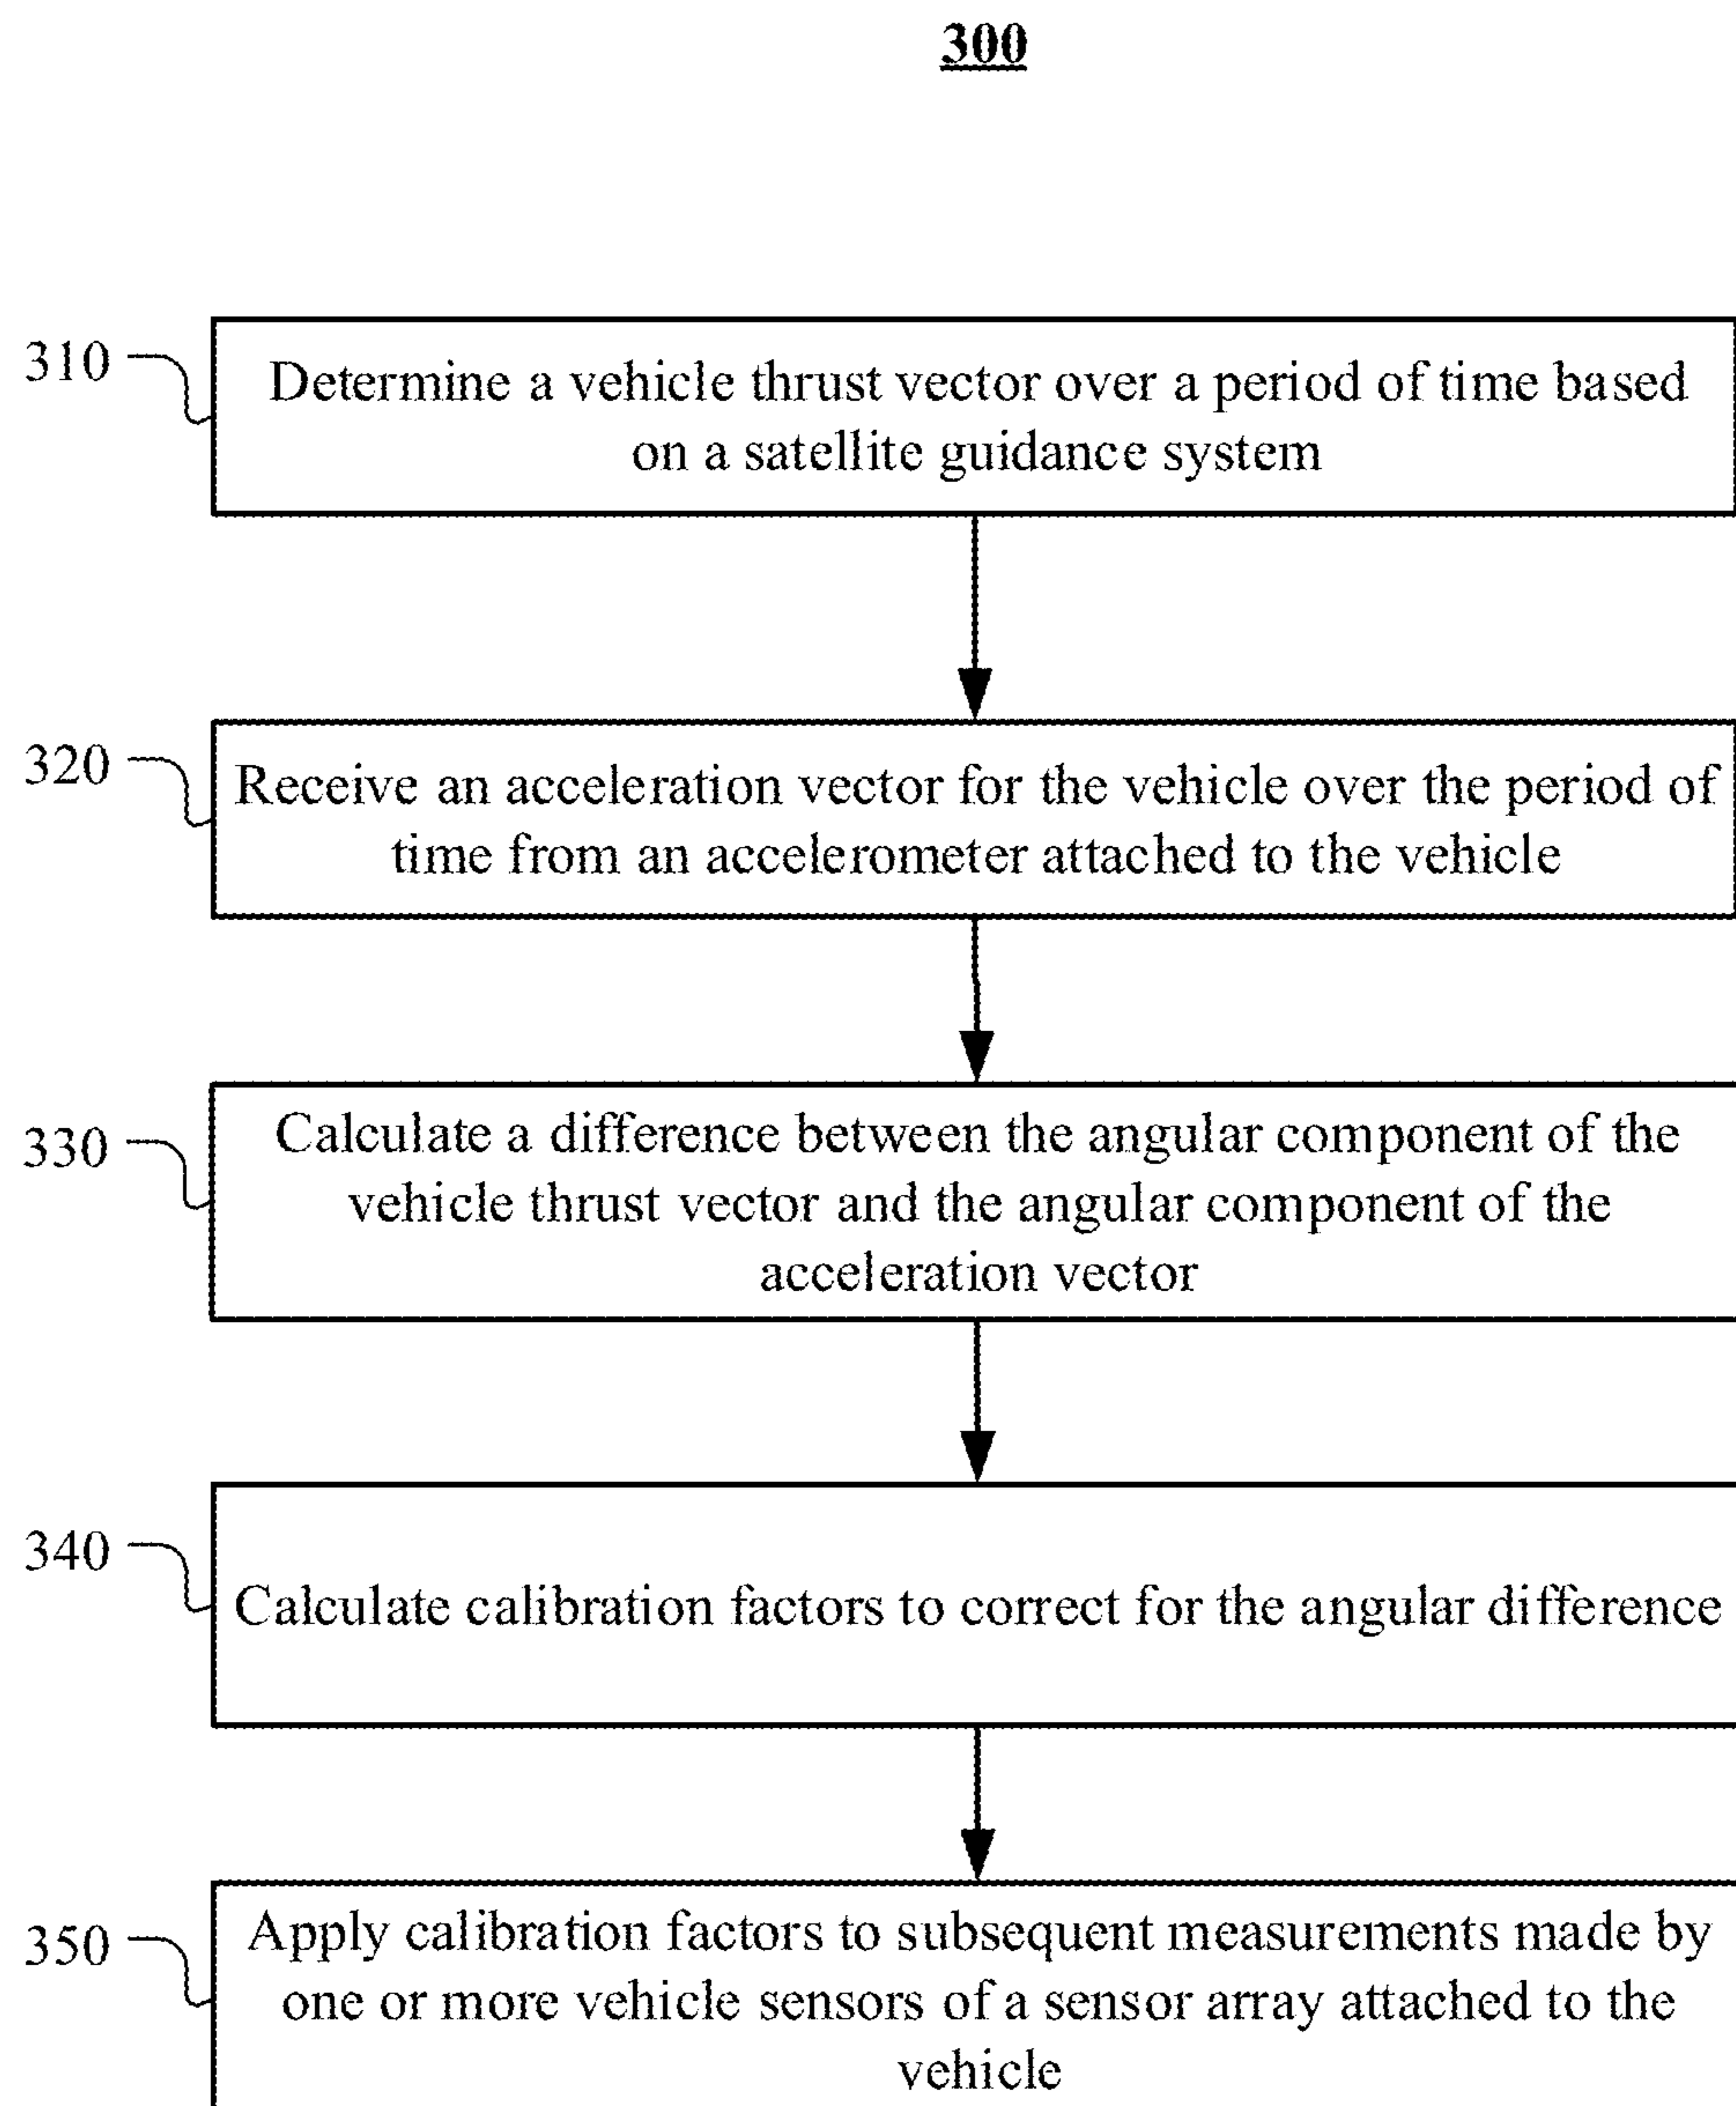 300
310
Determine a vehicle thrust vector over a period of time based
on a satellite guidance system
320
Receive an acceleration vector for the vehicle over the period of
time from an accelerometer attached to the vehicle
330
Calculate a difference between the angular component of the
vehicle thrust vector and the angular component of the
acceleration vector
340
Calculate calibration factors to correct for the angular difference
350
Apply calibration factors to subsequent measurements made by
one or more vehicle sensors of a sensor array attached to the
vehicle